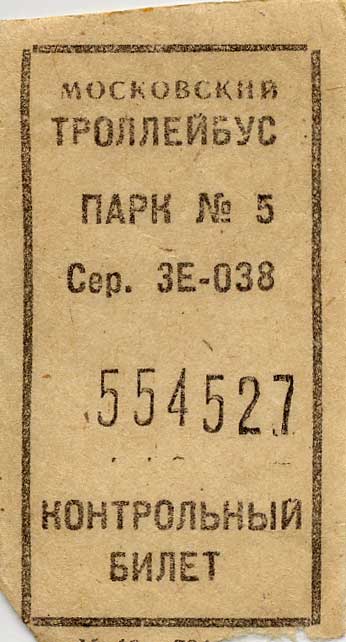 МОСКОВСКИЙ
ТРОЛЛЕЙБУС
ПАРК № 5
Сер. ЗЕ-038
554527
КОНТРОЛЬНЫЙ
БИЛЕТ